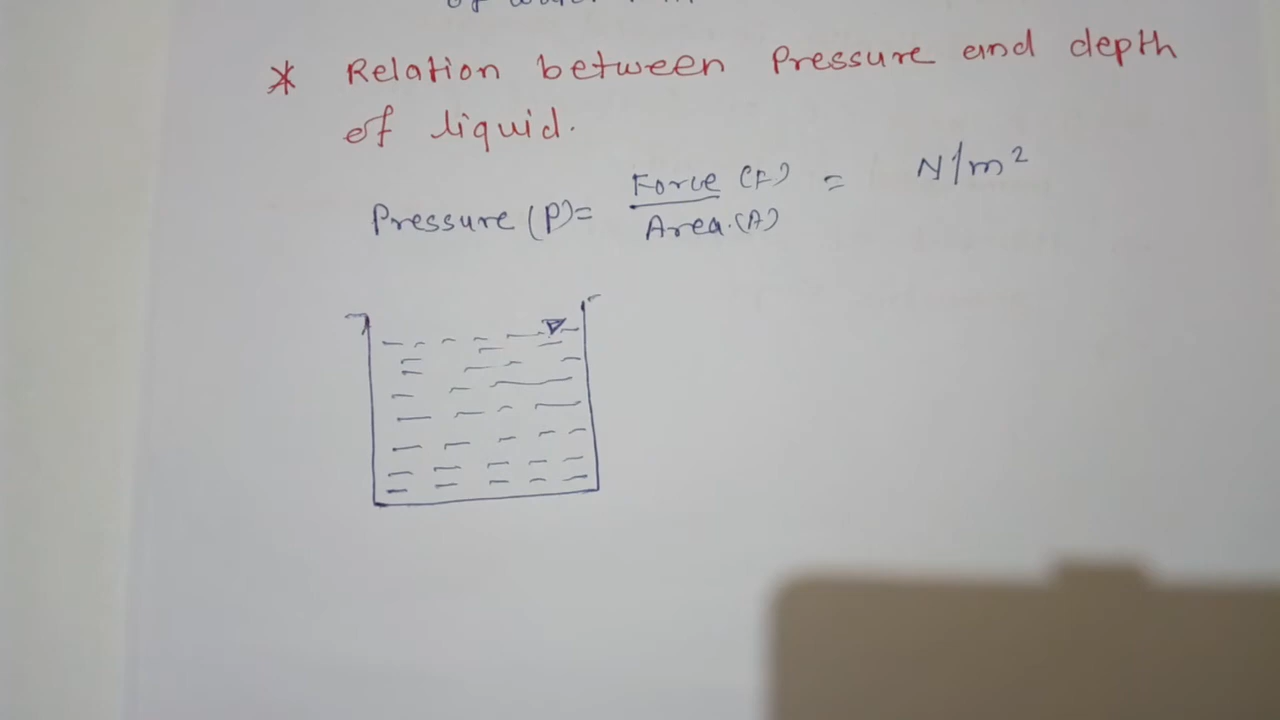 * Relation between Pressure and depth
of liquid.
Pressure (P) = Force (F) / Area. (A) = N/m²